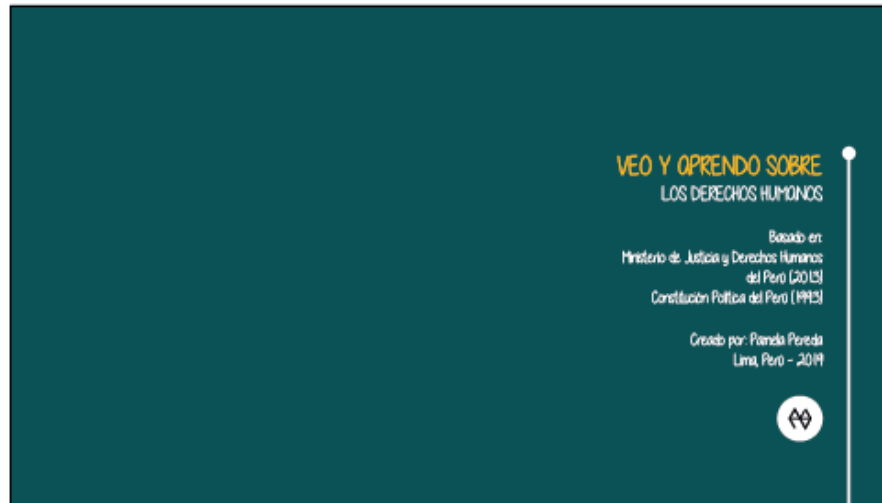 VEO Y APRENDO SOBRE
LOS DERECHOS HUMANOS
Basado en:
Ministerio de Justicia y Derechos Humanos
del Perú (2013)
Constitución Política del Perú (1993)
Creado por: Pamela Pereda
Lima, Perú - 2019